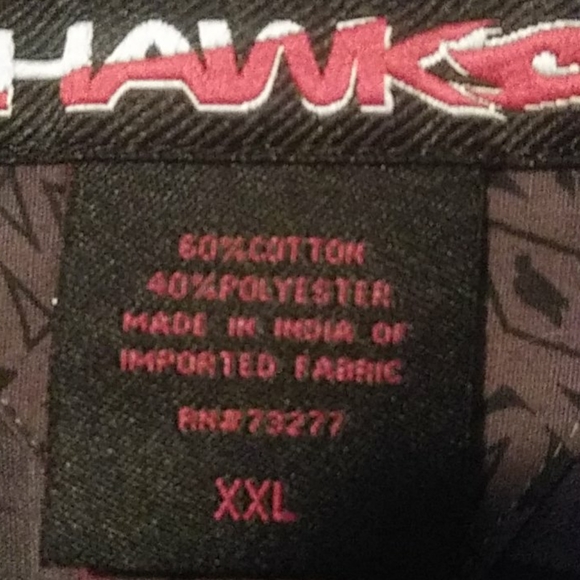 HAWK
60%COTTON
40%POLYESTER
MADE IN INDIA OF
IMPORTED FABRIC
RN#73277
XXL